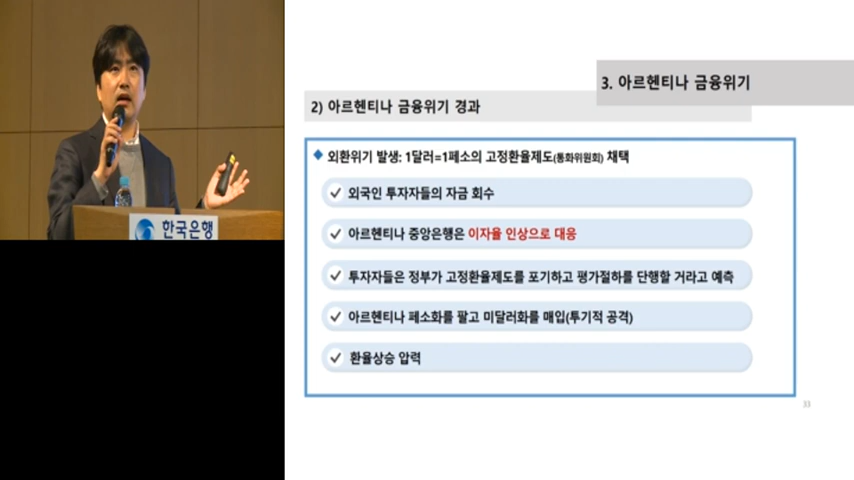 한국은행
3. 아르헨티나 금융위기
2) 아르헨티나 금융위기 경과
외환위기 발생: 1달러=1페소의 고정환율제도(통화위원회) 채택
외국인 투자자들의 자금 회수
아르헨티나 중앙은행은 이자율 인상으로 대응
투자자들은 정부가 고정환율제도를 포기하고 평가절하를 단행할 거라고 예측
아르헨티나 페소화를 팔고 미달러화를 매입(투기적 공격)
환율상승 압력
33